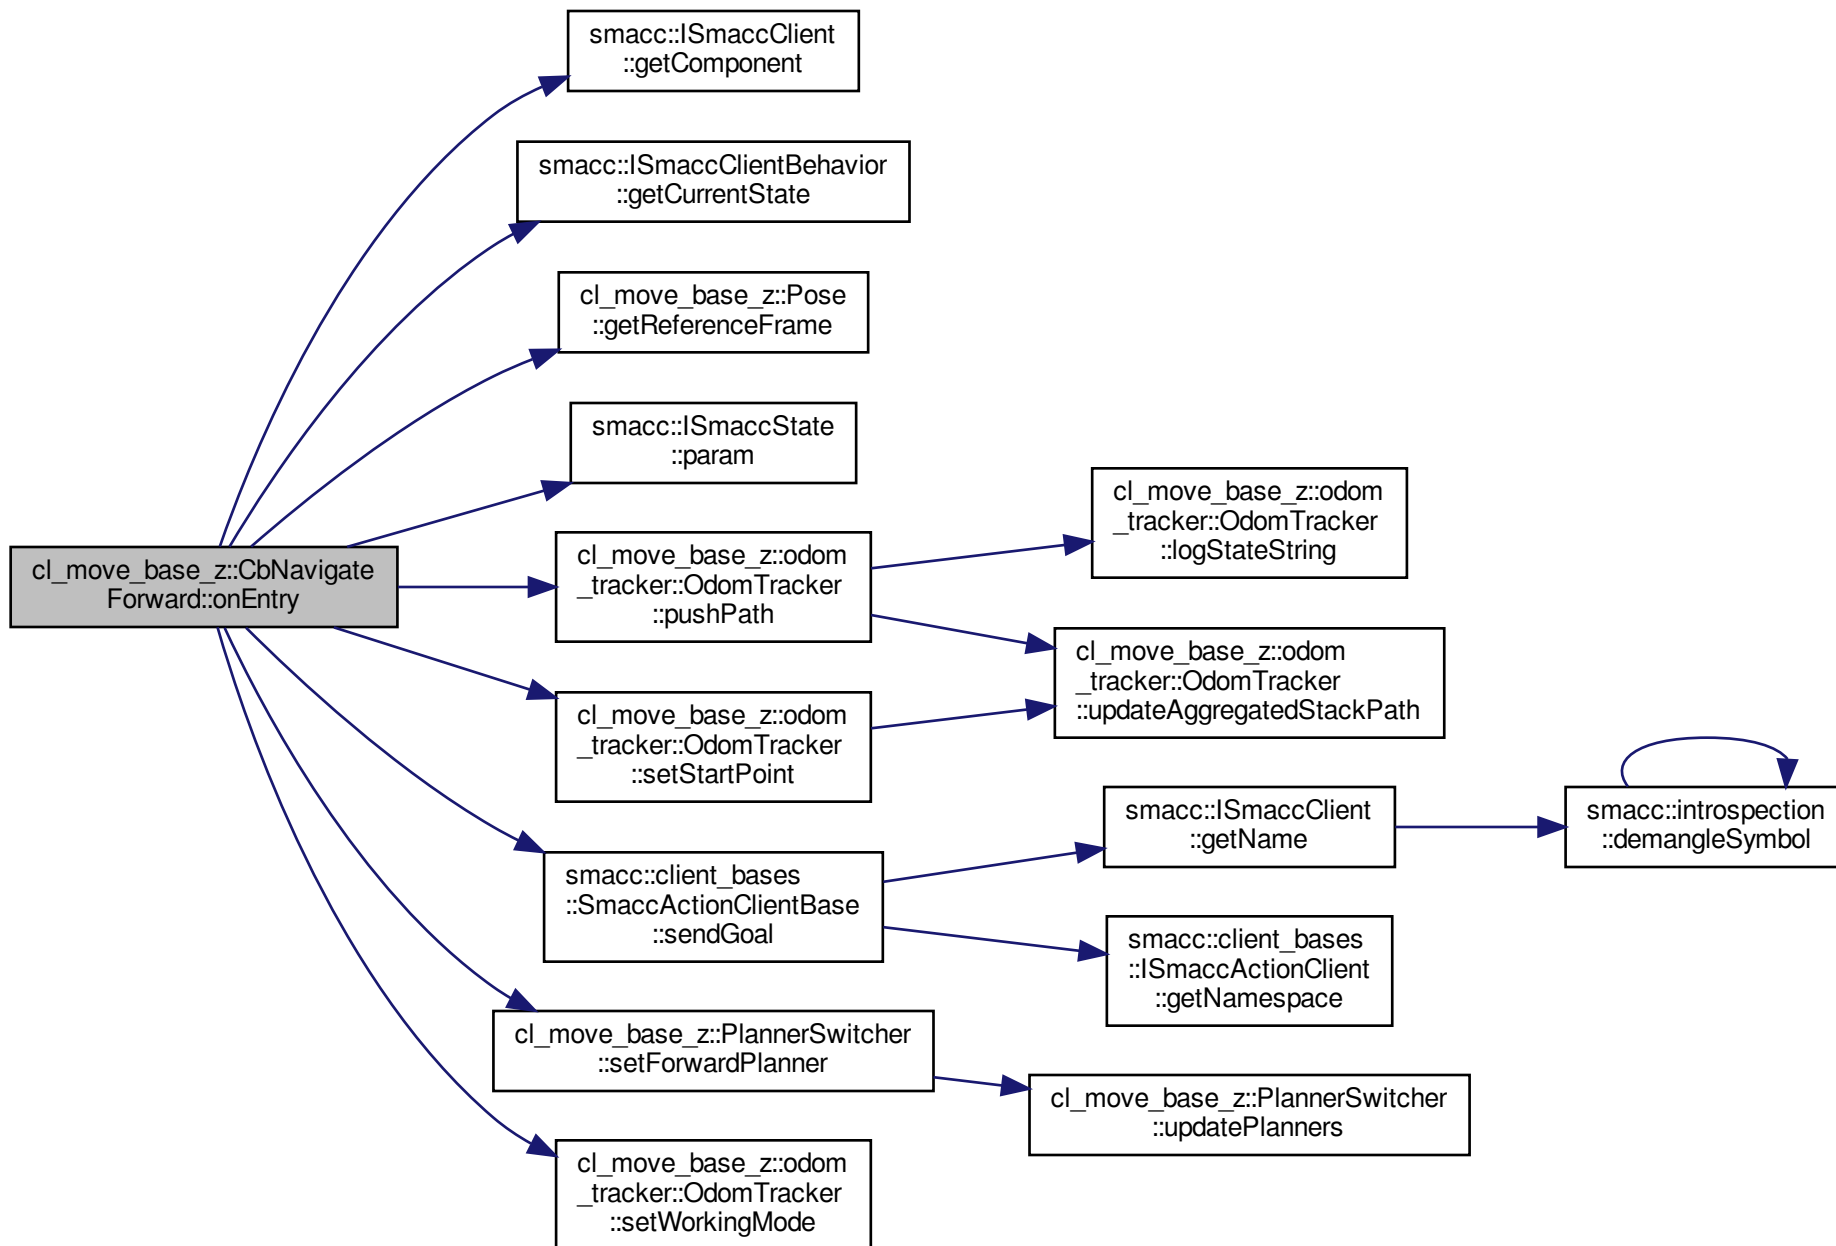 smacc::ISmaccClient
::getComponent
smacc::ISmaccClientBehavior
::getCurrentState
cl_move_base_z::Pose
::getReferenceFrame
smacc::ISmaccState
::param
cl_move_base_z::CbNavigate
Forward::onEntry
cl_move_base_z::odom
_tracker::OdomTracker
::pushPath
cl_move_base_z::odom
_tracker::OdomTracker
::logStateString
cl_move_base_z::odom
_tracker::OdomTracker
::updateAggregatedStackPath
cl_move_base_z::odom
_tracker::OdomTracker
::setStartPoint
smacc::client_bases
::SmaccActionClientBase
::sendGoal
smacc::ISmaccClient
::getName
smacc::introspection
::demangleSymbol
smacc::client_bases
::ISmaccActionClient
::getNamespace
cl_move_base_z::PlannerSwitcher
::setForwardPlanner
cl_move_base_z::PlannerSwitcher
::updatePlanners
cl_move_base_z::odom
_tracker::OdomTracker
::setWorkingMode